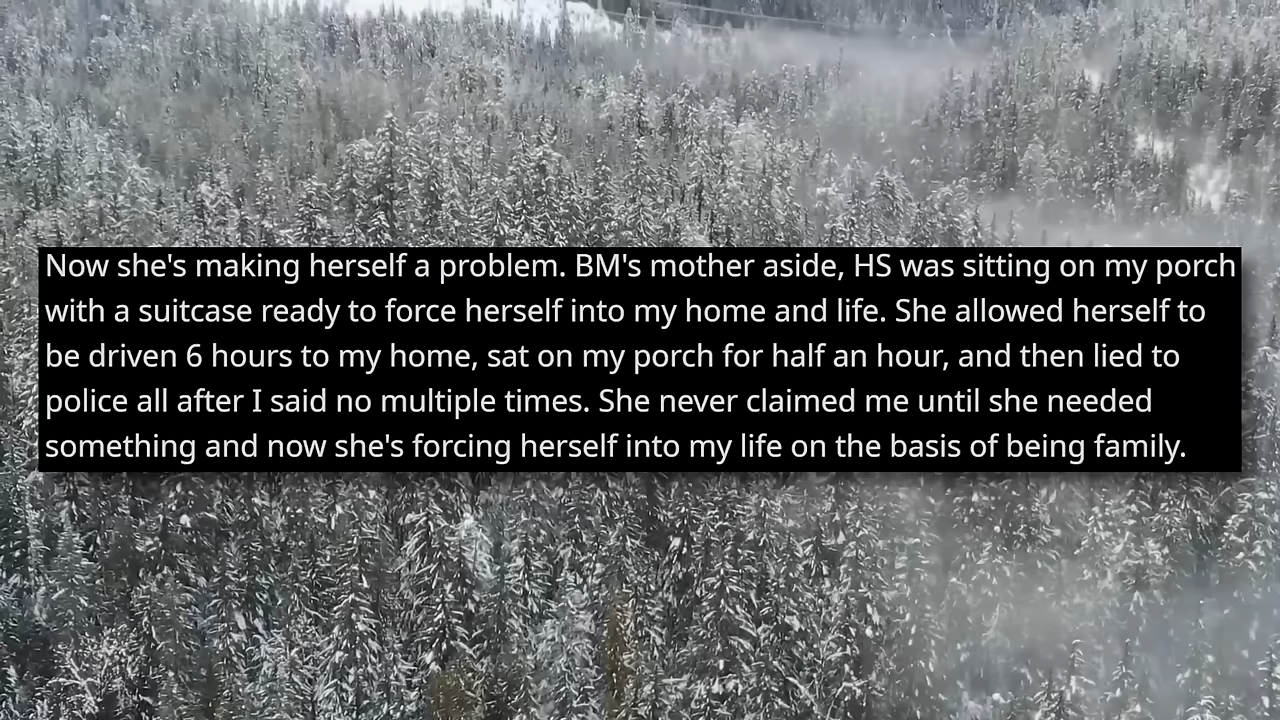 Now she's making herself a problem. BM's mother aside, HS was sitting on my porch
with a suitcase ready to force herself into my home and life. She allowed herself to
be driven 6 hours to my home, sat on my porch for half an hour, and then lied to
police all after I said no multiple times. She never claimed me until she needed
something and now she's forcing herself into my life on the basis of being family.